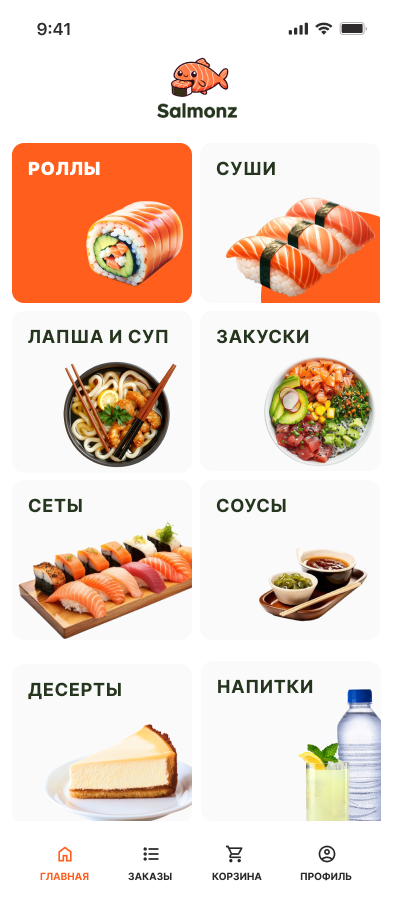 9:41
Salmonz
РОЛЛЫ
СУШИ
ЛАПША И СУП
ЗАКУСКИ
СЕТЫ
СОУСЫ
ДЕСЕРТЫ
НАПИТКИ
ГЛАВНАЯ
ЗАКАЗЫ
КОРЗИНА
ПРОФИЛЬ